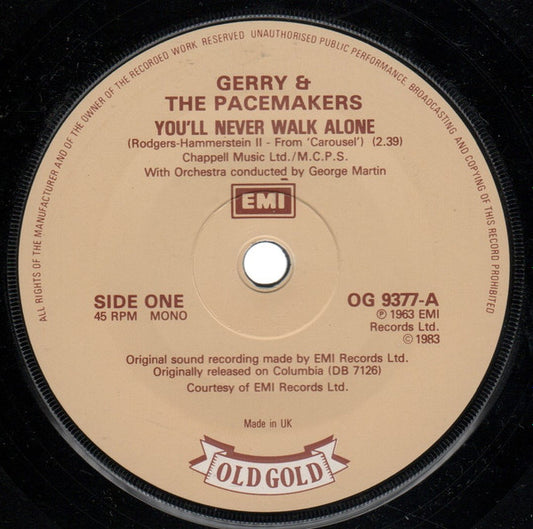 ALL RIGHTS OF THE MANUFACTURER AND OF THE OWNER OF THE RECORDED WORK RESERVED UNAUTHORISED PUBLIC PERFORMANCE BROADCASTING AND COPYING OF THIS RECORD PROHIBITED
GERRY &
THE PACEMAKERS
YOU'LL NEVER WALK ALONE
(Rodgers-Hammerstein II - From 'Carousel') (2.39)
Chappell Music Ltd./M.C.P.S.
With Orchestra conducted by George Martin
EMI
SIDE ONE
45 RPM MONO
OG 9377-A
℗ 1963 EMI
Records Ltd.
© 1983
Original sound recording made by EMI Records Ltd.
Originally released on Columbia (DB 7126)
Courtesy of EMI Records Ltd.
Made in UK
OLD GOLD